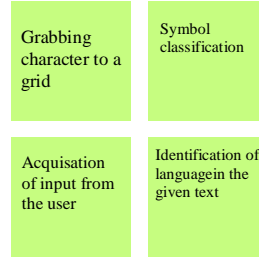 Grabbing
character to a
grid
Symbol
classification
Acquisation
of input from
the user
Identification of
languagein the
given text